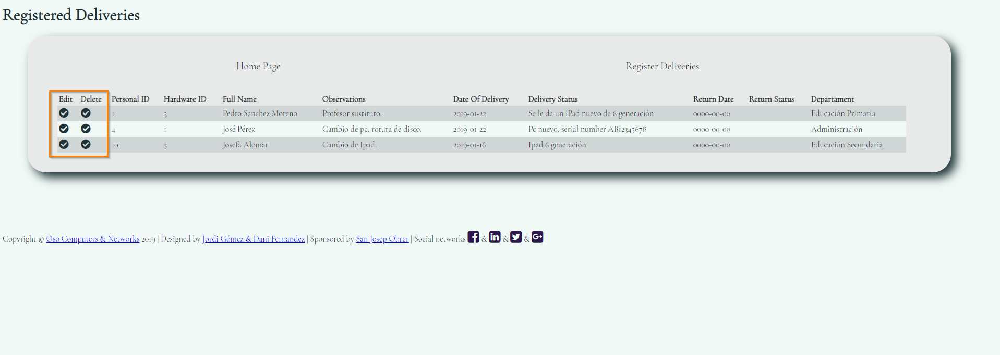 Registered Deliveries
Home Page Register Deliveries
Edit Delete Personal ID Hardware ID Full Name Observations Date Of Delivery Delivery Status Return Date Return Status Departament
1 3 Pedro Sanchez Moreno Profesor sustituto. 2019-01-22 Se le da un iPad nuevo de 6 generación 0000-00-00 Educación Primaria
4 1 José Pérez Cambio de pc, rotura de disco. 2019-01-22 Pc nuevo, serial number AB12345678 0000-00-00 Administración
10 3 Josefa Alomar Cambio de Ipad. 2019-01-16 Ipad 6 generación 0000-00-00 Educación Secundaria
Copyright © Oso Computers & Networks 2019 | Designed by Jordi Gómez & Dani Fernandez | Sponsored by San Josep Obrer | Social networks & & & |